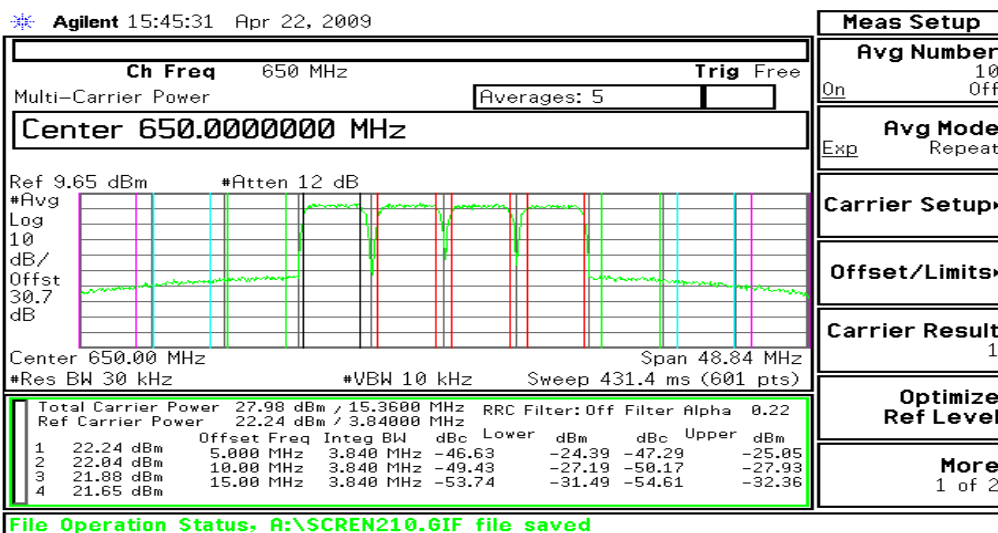 Agilent 15:45:31 Apr 22, 2009
Meas Setup
Ch Freq 650 MHz Trig Free
Multi-Carrier Power Averages: 5
Center 650.0000000 MHz
Ref 9.65 dBm #Atten 12 dB
#Avg
Log
10
dB/
Offst
30.7
dB
Center 650.00 MHz Span 48.84 MHz
#Res BW 30 kHz #VBW 10 kHz Sweep 431.4 ms (601 pts)
Total Carrier Power 27.98 dBm / 15.3600 MHz RRC Filter: Off Filter Alpha 0.22
Ref Carrier Power 22.24 dBm / 3.84000 MHz
Lower Upper
Offset Freq Integ BW dBc dBm dBc dBm
1 22.24 dBm 5.000 MHz 3.840 MHz -46.63 -24.39 -47.29 -25.05
2 22.04 dBm 10.00 MHz 3.840 MHz -49.43 -27.19 -50.17 -27.93
3 21.88 dBm 15.00 MHz 3.840 MHz -53.74 -31.49 -54.61 -32.36
4 21.65 dBm
File Operation Status, A:\SCREN210.GIF file saved
Avg Number
10
On Off
Avg Mode
Exp Repeat
Carrier Setup
Offset/Limits
Carrier Result
1
Optimize
Ref Level
More
1 of 2